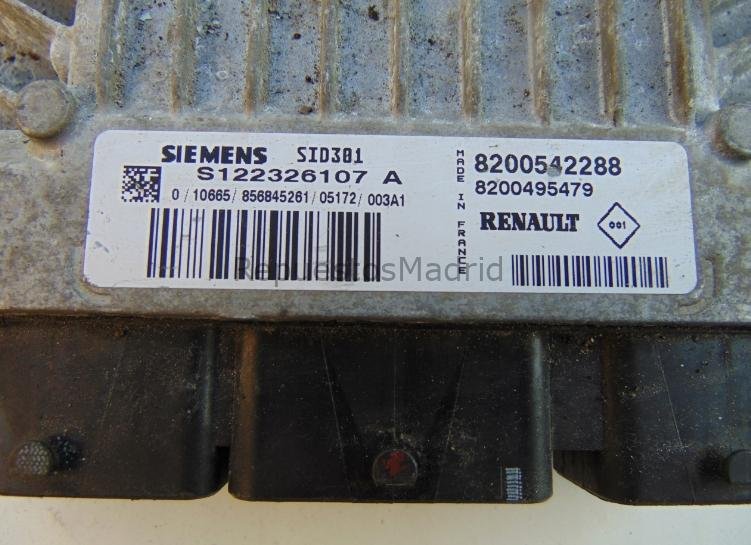 SIEMENS SID301
S122326107 A
0/10665/856845261/05172/003A1
MADE IN FRANCE
8200542288
8200495479
RENAULT 001
RepuestosMadrid